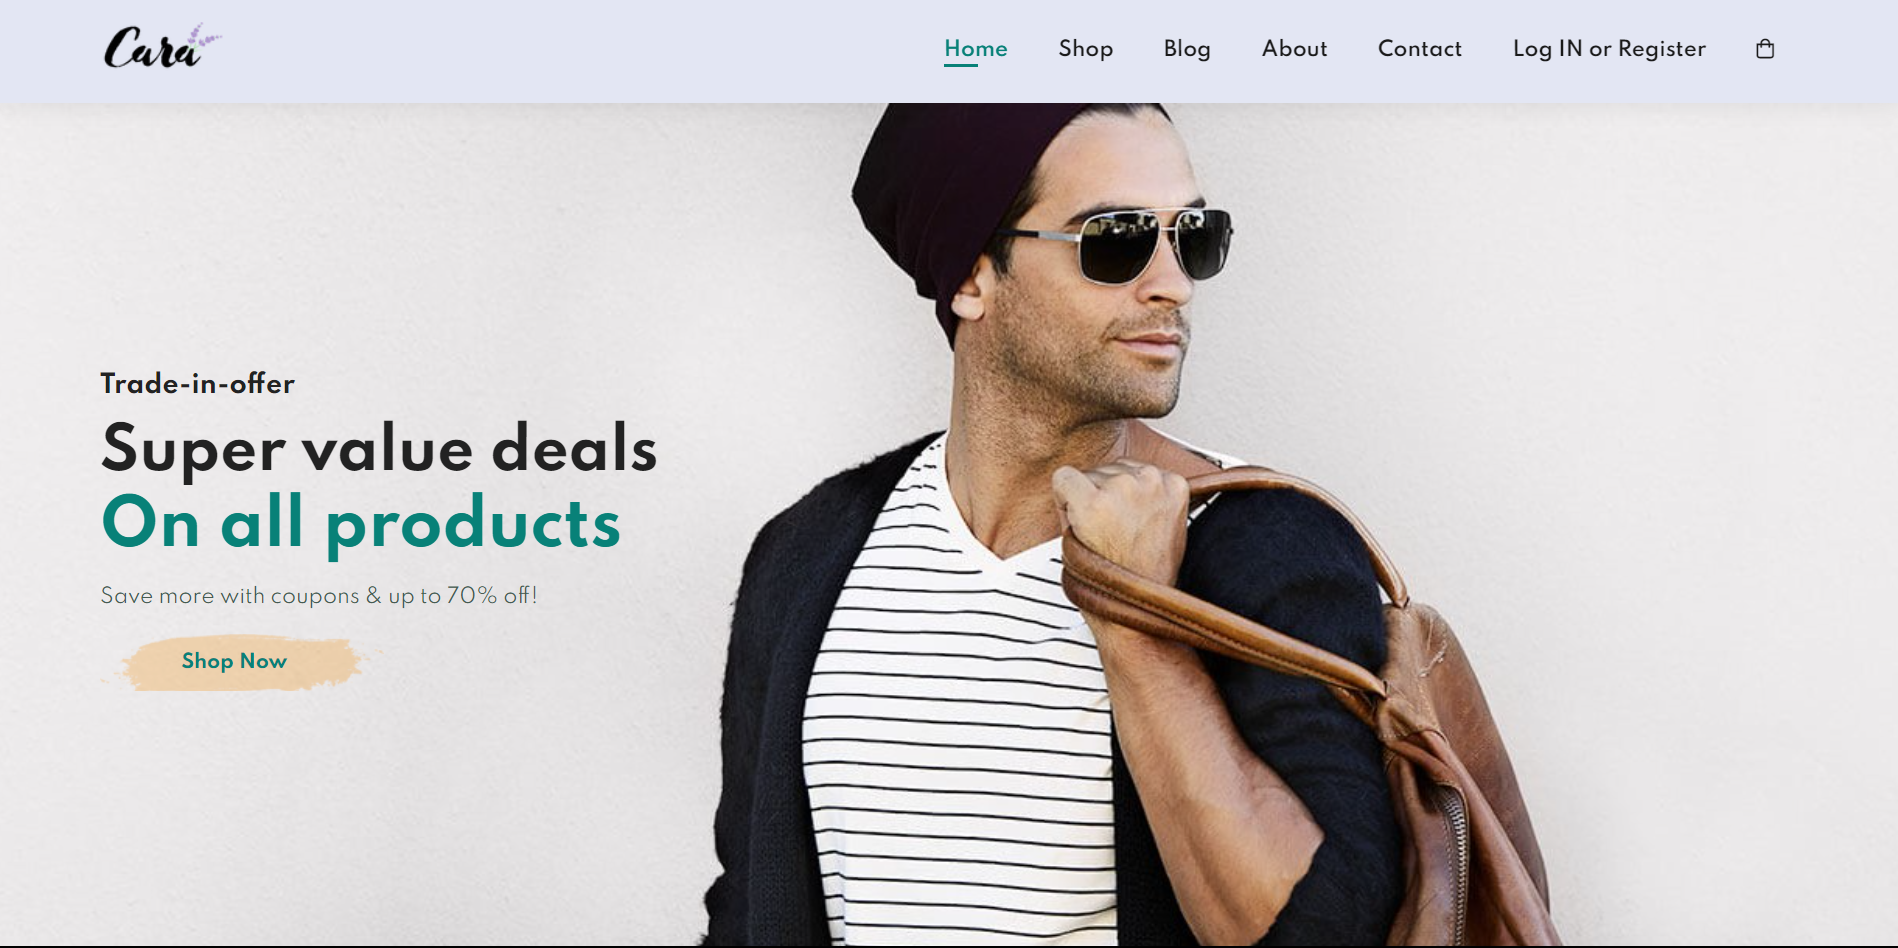 Cara
Home Shop Blog About Contact Log IN or Register
Trade-in-offer
Super value deals
On all products
Save more with coupons & up to 70% off!
Shop Now